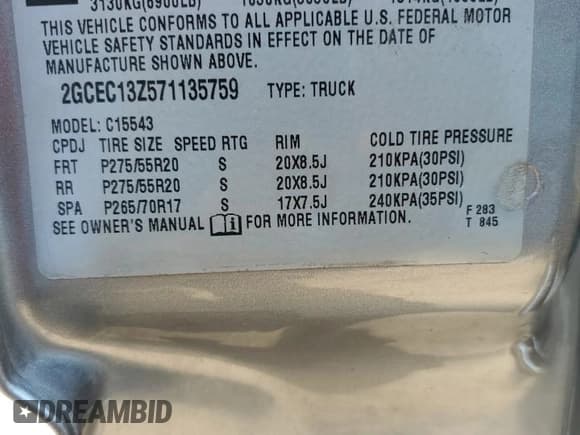 3130KG(6900LB)
THIS VEHICLE CONFORMS TO ALL APPLICABLE U.S. FEDERAL MOTOR
VEHICLE SAFETY STANDARDS IN EFFECT ON THE DATE OF
MANUFACTURE SHOWN ABOVE.
2GCEC13Z571135759 TYPE: TRUCK
MODEL: C15543
CPDJ TIRE SIZE SPEED RTG RIM COLD TIRE PRESSURE
FRT P275/55R20 S 20X8.5J 210KPA(30PSI)
RR P275/55R20 S 20X8.5J 210KPA(30PSI)
SPA P265/70R17 S 17X7.5J 240KPA(35PSI)
SEE OWNER'S MANUAL FOR MORE INFORMATION.
F 283
T 845
DREAMBID